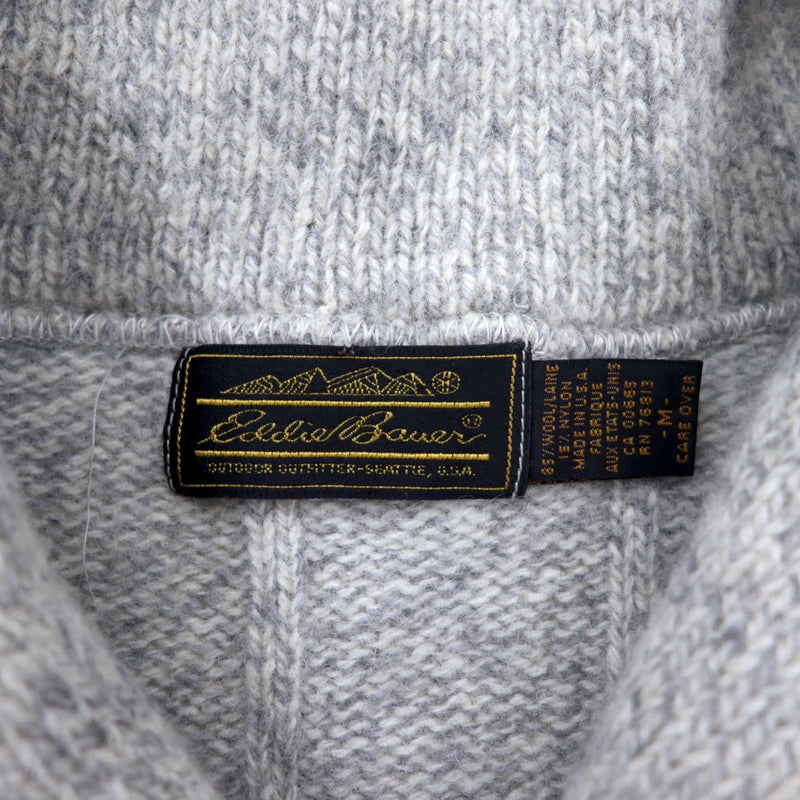 Eddie Bauer
OUTDOOR OUTFITTER-SEATTLE, U.S.A.
85% WOOL/LAINE
15% NYLON
MADE IN U.S.A.
FABRIQUE
AUX ETATS-UNIS
CA 00865
RN 76813
-M-
CARE OVER